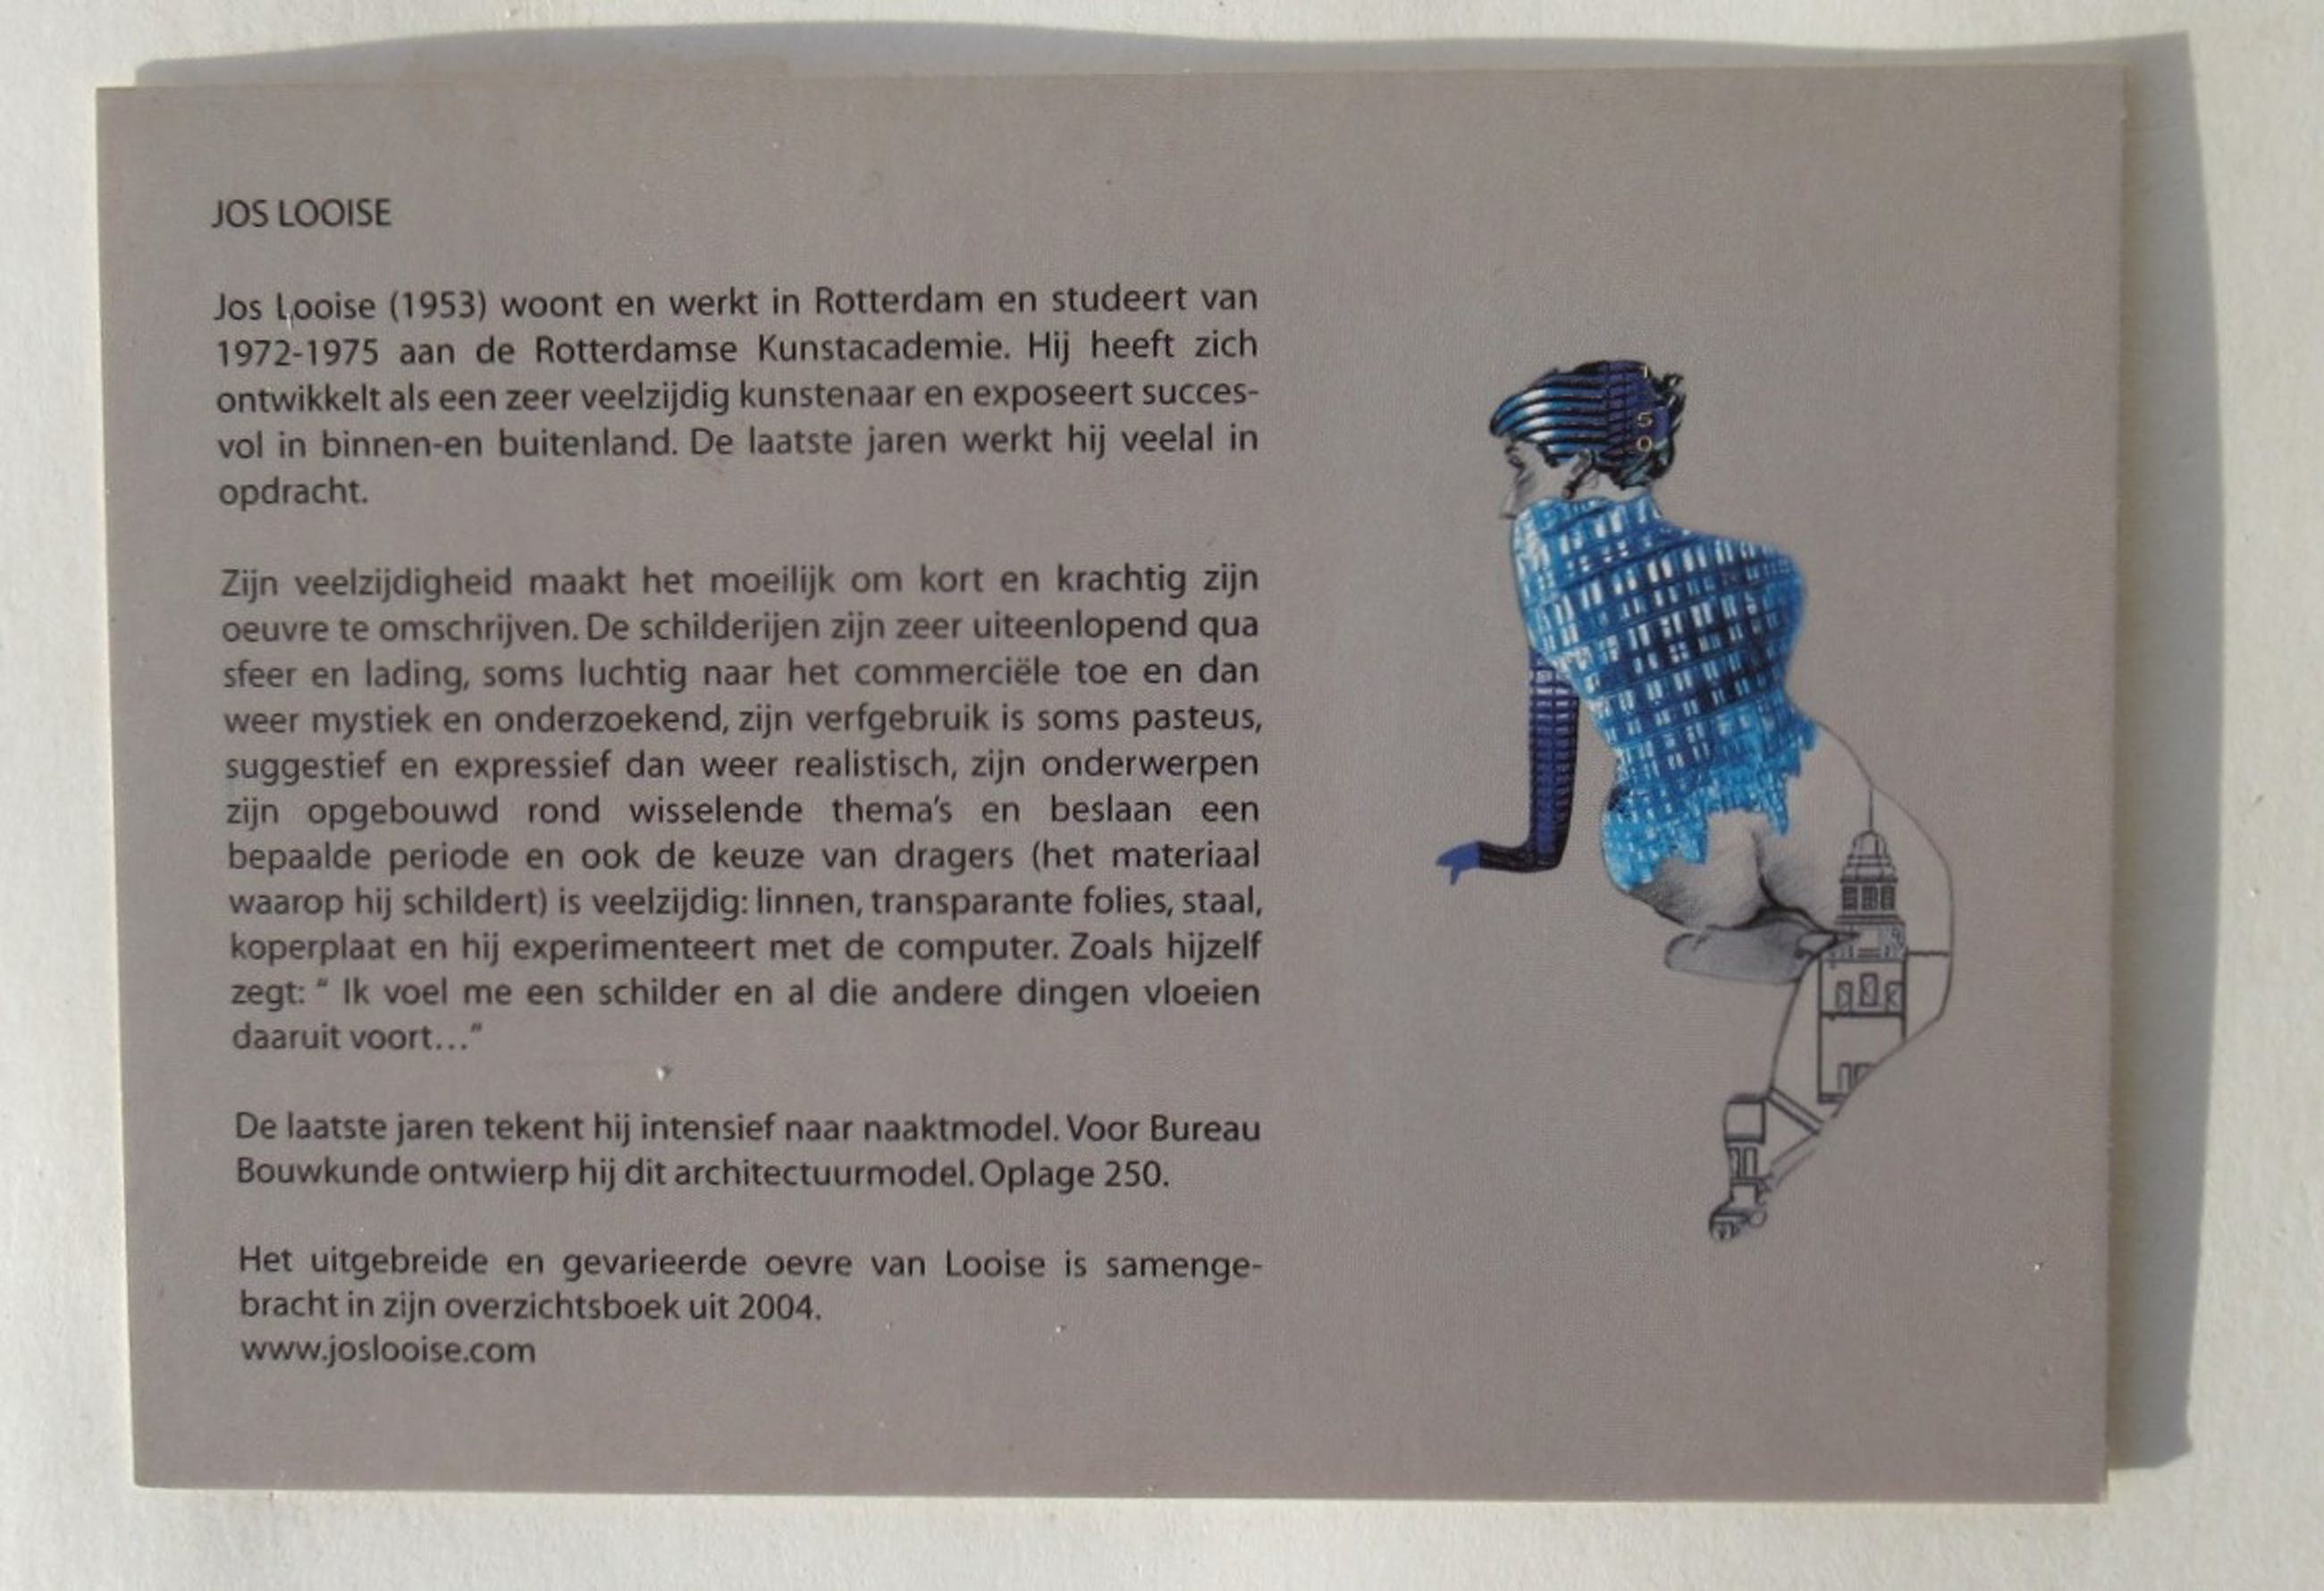 JOS LOOISE
Jos Looise (1953) woont en werkt in Rotterdam en studeert van
1972-1975 aan de Rotterdamse Kunstacademie. Hij heeft zich
ontwikkelt als een zeer veelzijdig kunstenaar en exposeert succes-
vol in binnen-en buitenland. De laatste jaren werkt hij veelal in
opdracht.
Zijn veelzijdigheid maakt het moeilijk om kort en krachtig zijn
oeuvre te omschrijven. De schilderijen zijn zeer uiteenlopend qua
sfeer en lading, soms luchtig naar het commerciële toe en dan
weer mystiek en onderzoekend, zijn verfgebruik is soms pasteus,
suggestief en expressief dan weer realistisch, zijn onderwerpen
zijn opgebouwd rond wisselende thema's en beslaan een
bepaalde periode en ook de keuze van dragers (het materiaal
waarop hij schildert) is veelzijdig: linnen, transparante folies, staal,
koperplaat en hij experimenteert met de computer. Zoals hijzelf
zegt: “ Ik voel me een schilder en al die andere dingen vloeien
daaruit voort…“
De laatste jaren tekent hij intensief naar naaktmodel. Voor Bureau
Bouwkunde ontwierp hij dit architectuurmodel. Oplage 250.
Het uitgebreide en gevarieerde oevre van Looise is samenge-
bracht in zijn overzichtsboek uit 2004.
www.joslooise.com
1
5
0